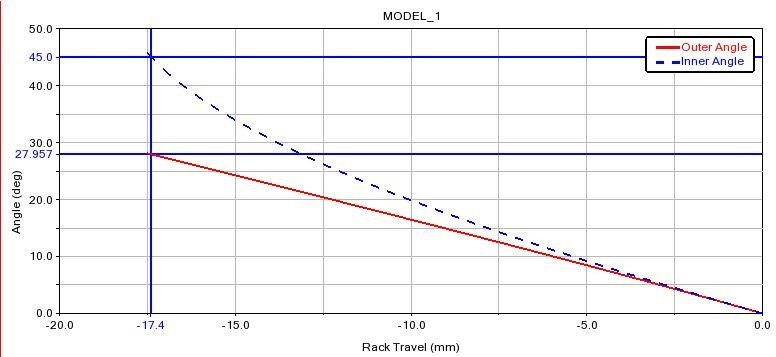 MODEL_1
50.0
Outer Angle
45.0
Inner Angle
40.0
30.0
27.957
Angle (deg)
20.0
10.0
0.0
-20.0 -17.4 -15.0 -10.0 -5.0 0.0
Rack Travel (mm)